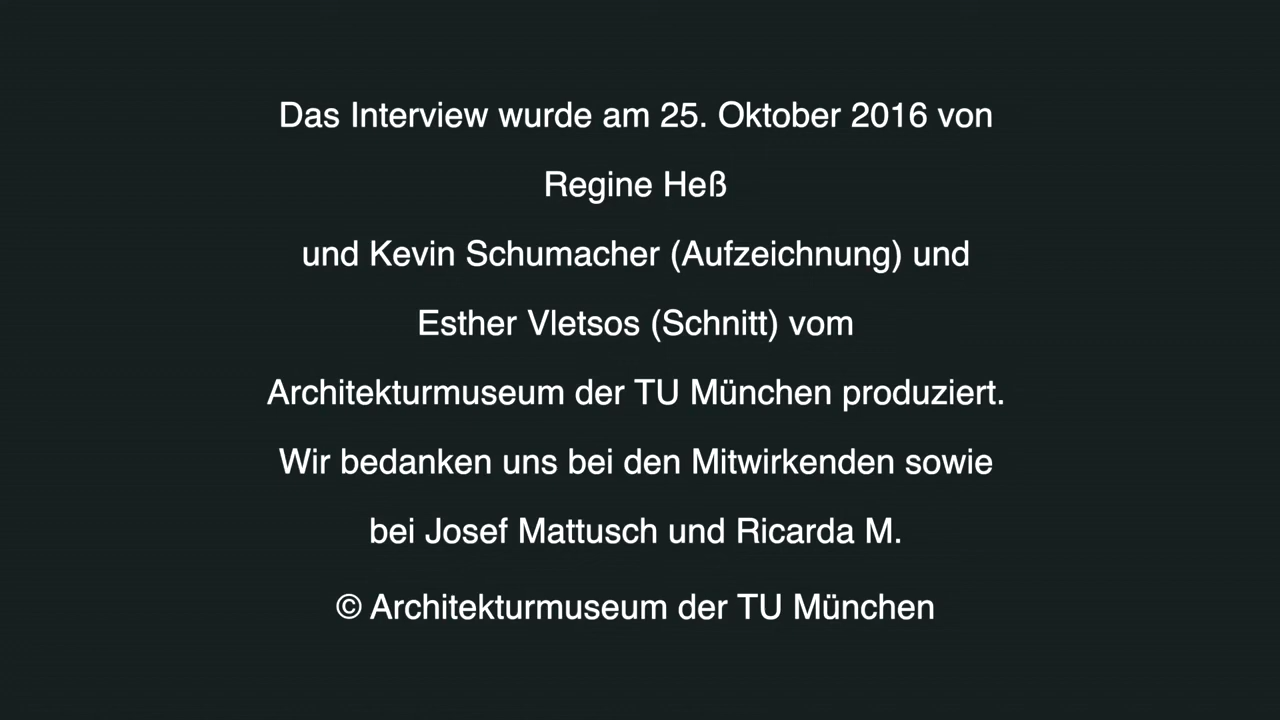 Das Interview wurde am 25. Oktober 2016 von
Regine Heß
und Kevin Schumacher (Aufzeichnung) und
Esther Vletsos (Schnitt) vom
Architekturmuseum der TU München produziert.
Wir bedanken uns bei den Mitwirkenden sowie
bei Josef Mattusch und Ricarda M.
© Architekturmuseum der TU München